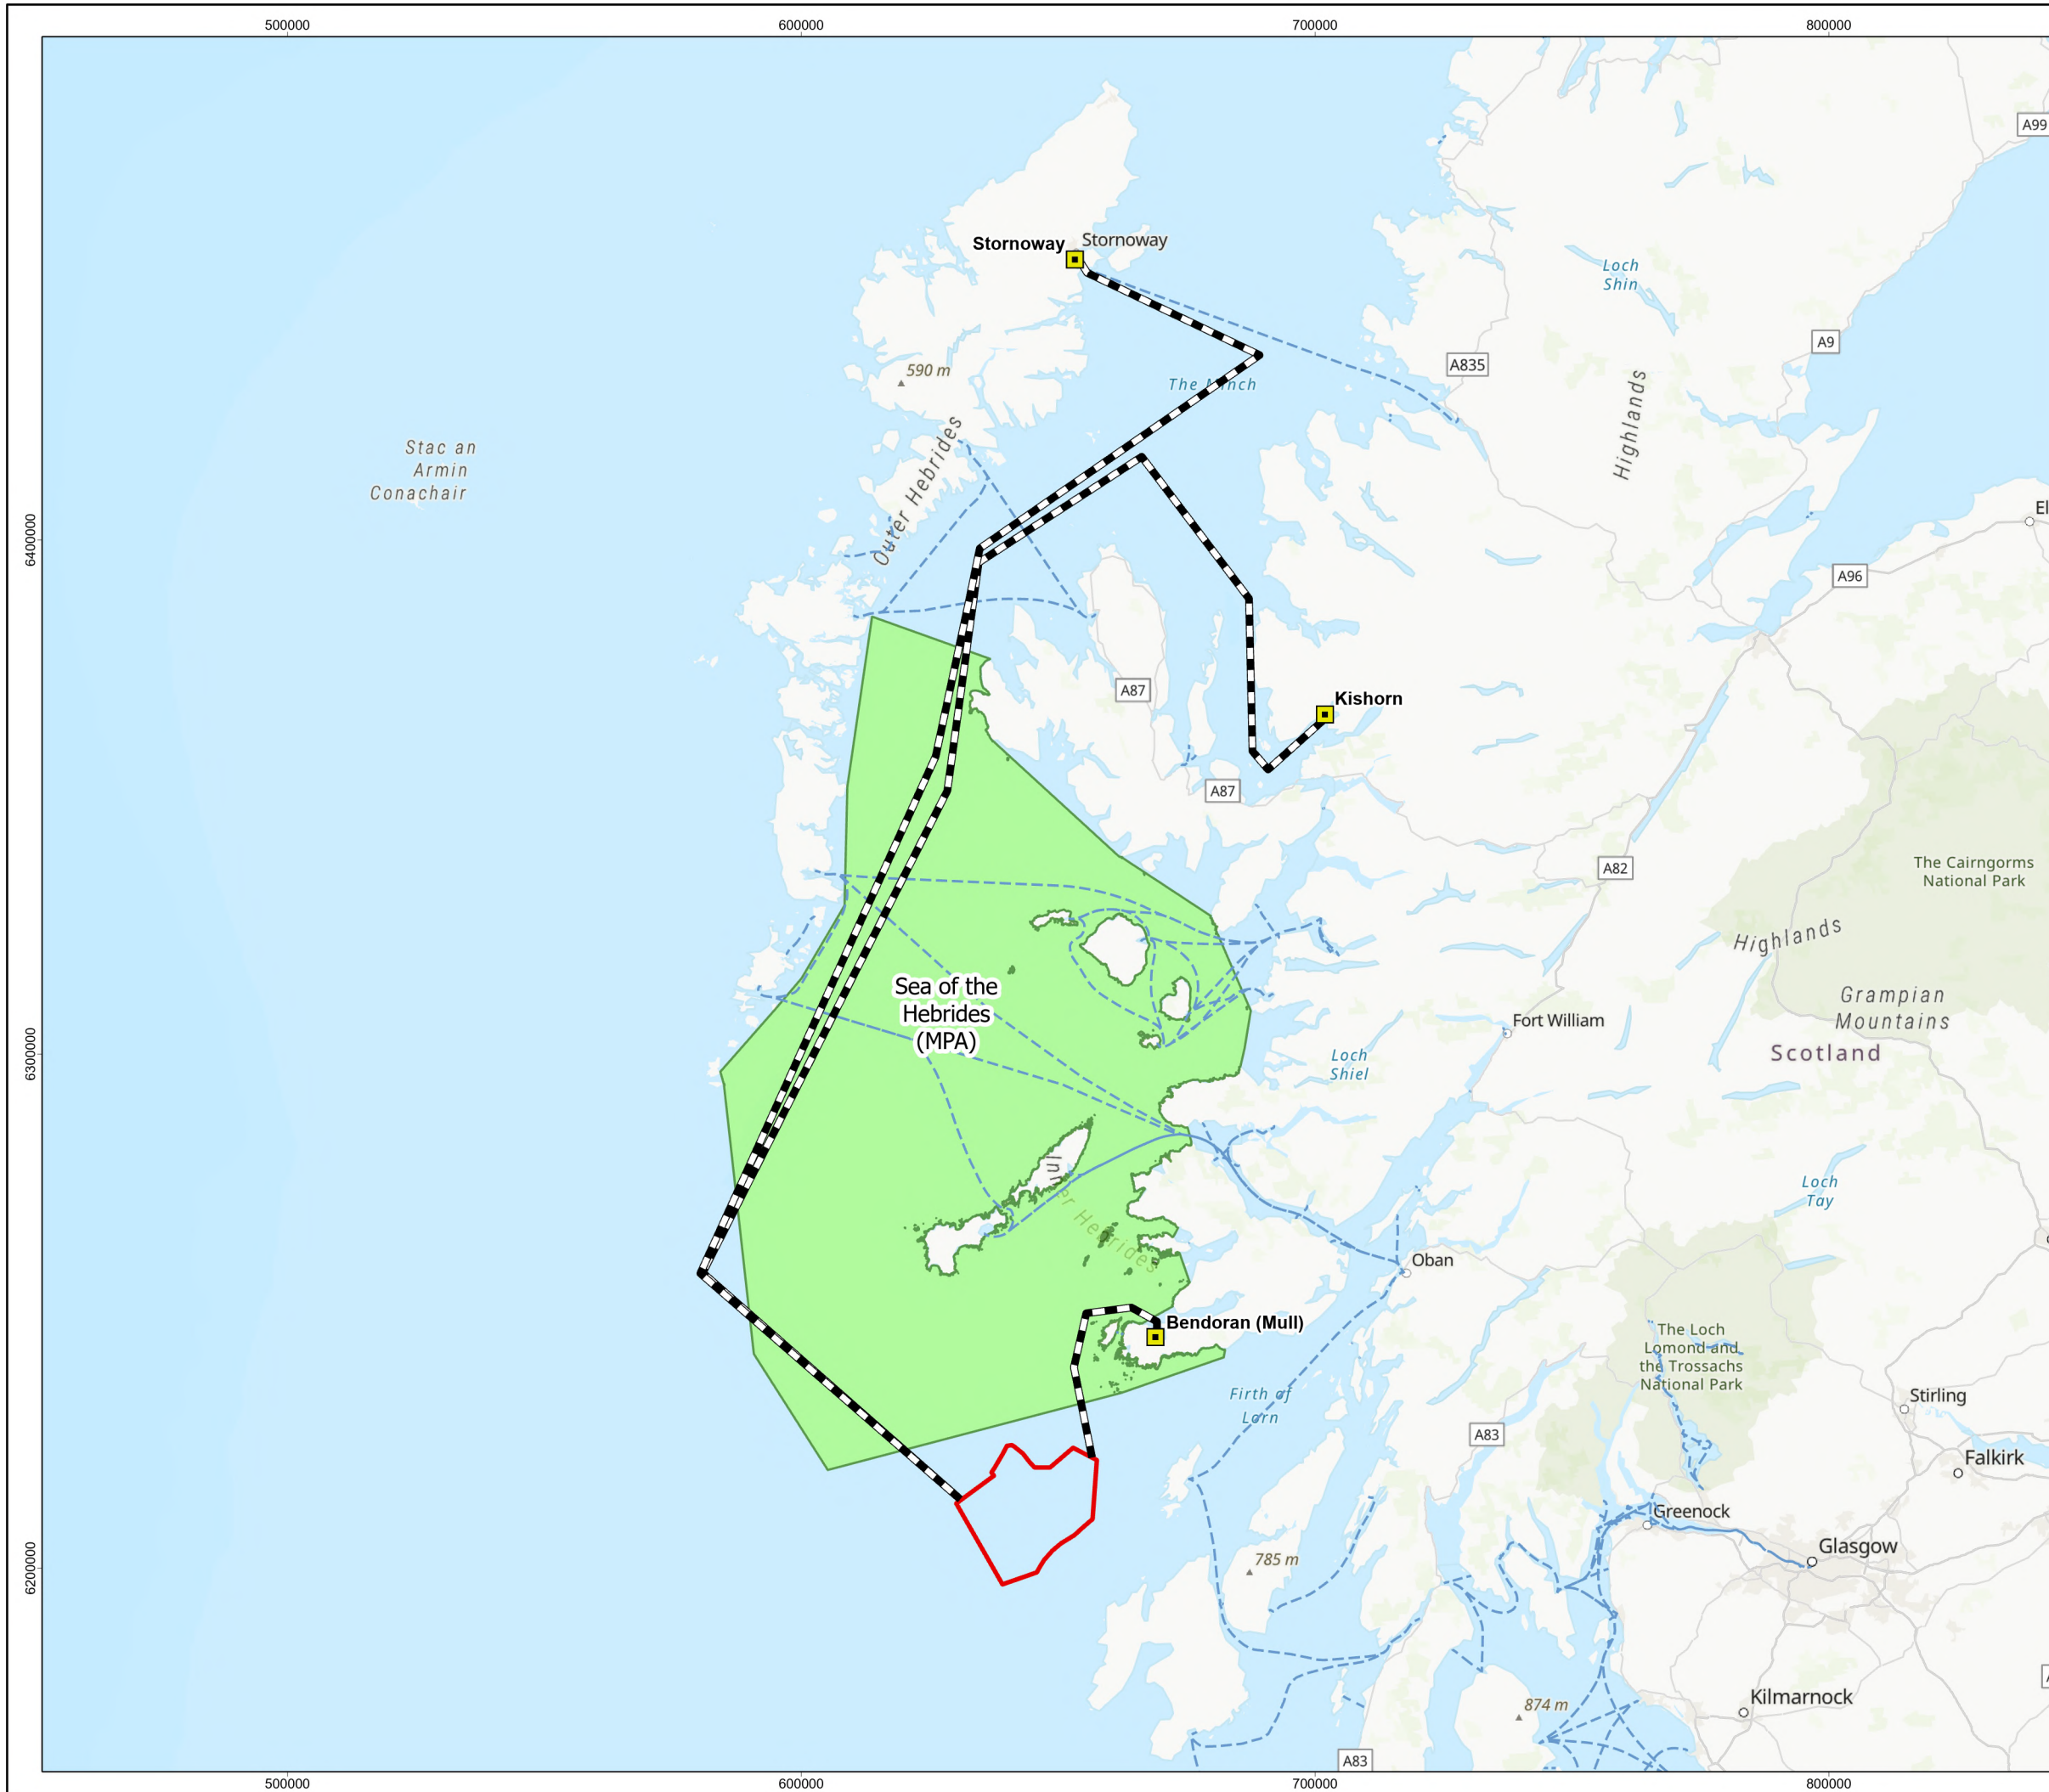 500000
600000
700000
800000
A99
Stornoway
Stornoway
Loch
Shin
A9
A835
590 m
The Minch
Highlands
Stac an
Armin
Conachair
Outer Hebrides
6400000
El
A96
A87
Kishorn
A87
A82
The Cairngorms
National Park
Highlands
Sea of the
Hebrides
(MPA)
Grampian
Mountains
Fort William
Scotland
6300000
Loch
Shiel
Inner Hebrides
Loch
Tay
Oban
Bendoran (Mull)
The Loch
Lomond and
the Trossachs
National Park
Firth of
Lorn
Stirling
A83
Falkirk
Greenock
Glasgow
785 m
6200000
Kilmarnock
874 m
A83
500000
600000
700000
800000